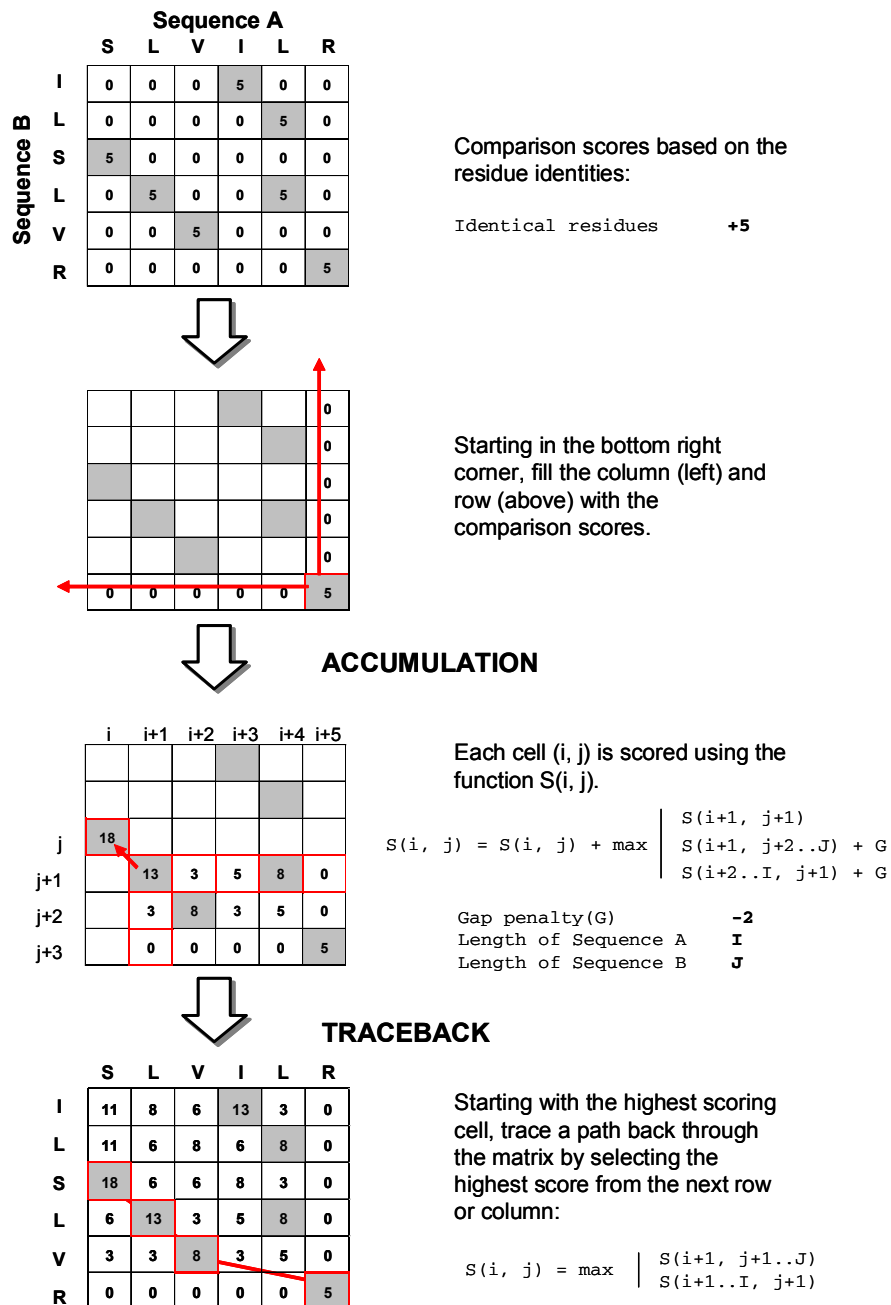 Sequence A
S L V I L R
Sequence B
I 0 0 0 5 0 0
L 0 0 0 0 5 0
S 5 0 0 0 0 0
L 0 5 0 0 5 0
V 0 0 5 0 0 0
R 0 0 0 0 0 5
Comparison scores based on the
residue identities:
Identical residues +5
0
0
0
0
0
0 0 0 0 0 5
Starting in the bottom right
corner, fill the column (left) and
row (above) with the
comparison scores.
ACCUMULATION
i i+1 i+2 i+3 i+4 i+5
j 18
j+1 13 3 5 8 0
j+2 3 8 3 5 0
j+3 0 0 0 0 5
Each cell (i, j) is scored using the
function S(i, j).
S(i+1, j+1)
S(i, j) = S(i, j) + max S(i+1, j+2..J) + G
S(i+2..I, j+1) + G
Gap penalty(G) -2
Length of Sequence A I
Length of Sequence B J
TRACEBACK
S L V I L R
I 11 8 6 13 3 0
L 11 6 8 6 8 0
S 18 6 6 8 3 0
L 6 13 3 5 8 0
V 3 3 8 3 5 0
R 0 0 0 0 0 5
Starting with the highest scoring
cell, trace a path back through
the matrix by selecting the
highest score from the next row
or column:
S(i, j) = max S(i+1, j+1..J)
S(i+1..I, j+1)